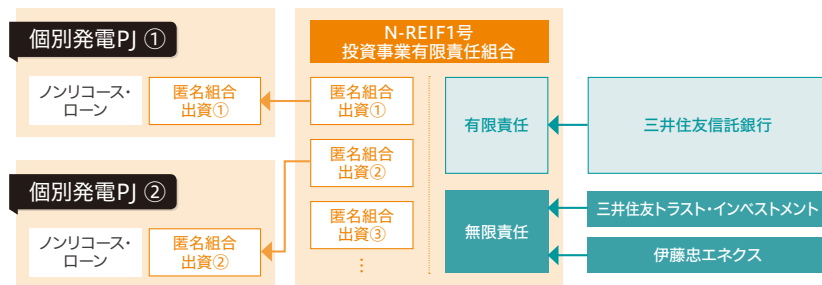 個別発電PJ ①
ノンリコース・
ローン
匿名組合
出資①
個別発電PJ ②
ノンリコース・
ローン
匿名組合
出資②
N-REIF1号
投資事業有限責任組合
匿名組合
出資①
匿名組合
出資②
匿名組合
出資③
⋮
有限責任
無限責任
三井住友信託銀行
三井住友トラスト・インベストメント
伊藤忠エネクス